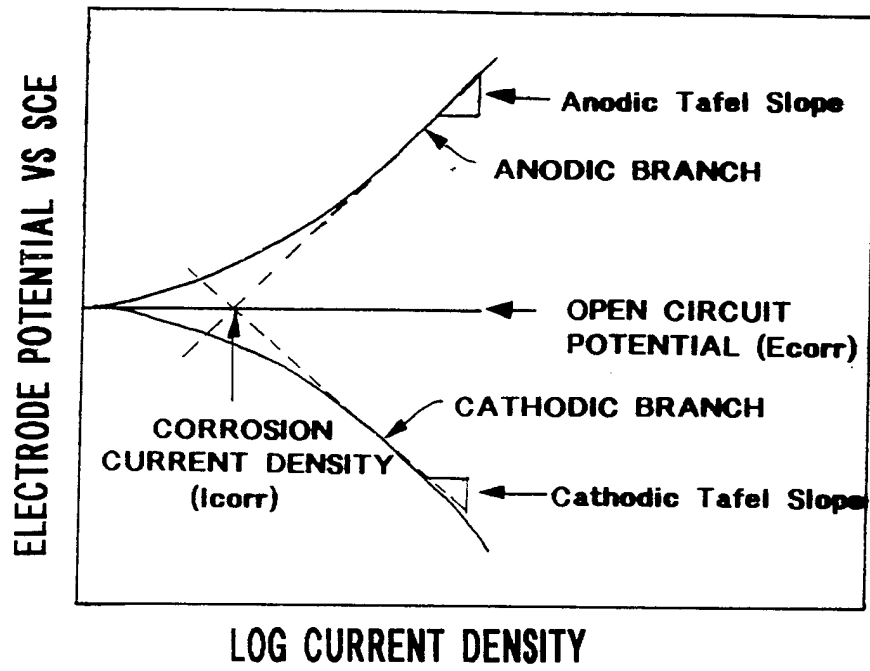 ELECTRODE POTENTIAL VS SCE
Anodic Tafel Slope
ANODIC BRANCH
OPEN CIRCUIT
POTENTIAL (Ecorr)
CATHODIC BRANCH
CORROSION
CURRENT DENSITY
(Icorr)
Cathodic Tafel Slope
LOG CURRENT DENSITY